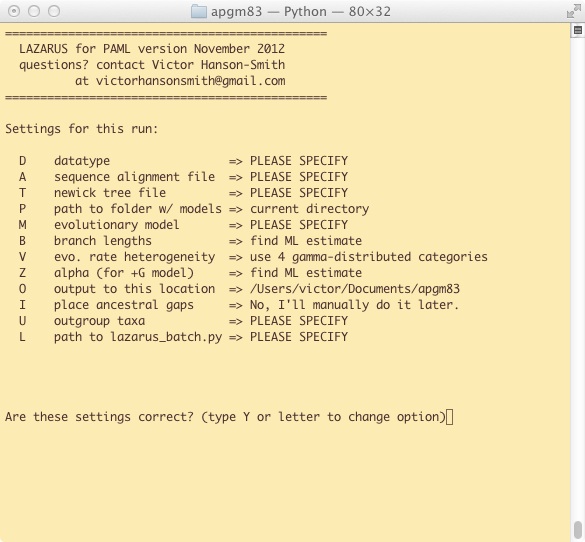 apgm83 — Python — 80×32
==============================================
LAZARUS for PAML version November 2012
questions? contact Victor Hanson-Smith
at victorhansonsmith@gmail.com
==============================================
Settings for this run:
D    datatype                 => PLEASE SPECIFY
A    sequence alignment file  => PLEASE SPECIFY
T    newick tree file         => PLEASE SPECIFY
P    path to folder w/ models => current directory
M    evolutionary model       => PLEASE SPECIFY
B    branch lengths           => find ML estimate
V    evo. rate heterogeneity  => use 4 gamma-distributed categories
Z    alpha (for +G model)     => find ML estimate
O    output to this location  => /Users/victor/Documents/apgm83
I    place ancestral gaps     => No, I'll manually do it later.
U    outgroup taxa            => PLEASE SPECIFY
L    path to lazarus_batch.py => PLEASE SPECIFY
Are these settings correct? (type Y or letter to change option)